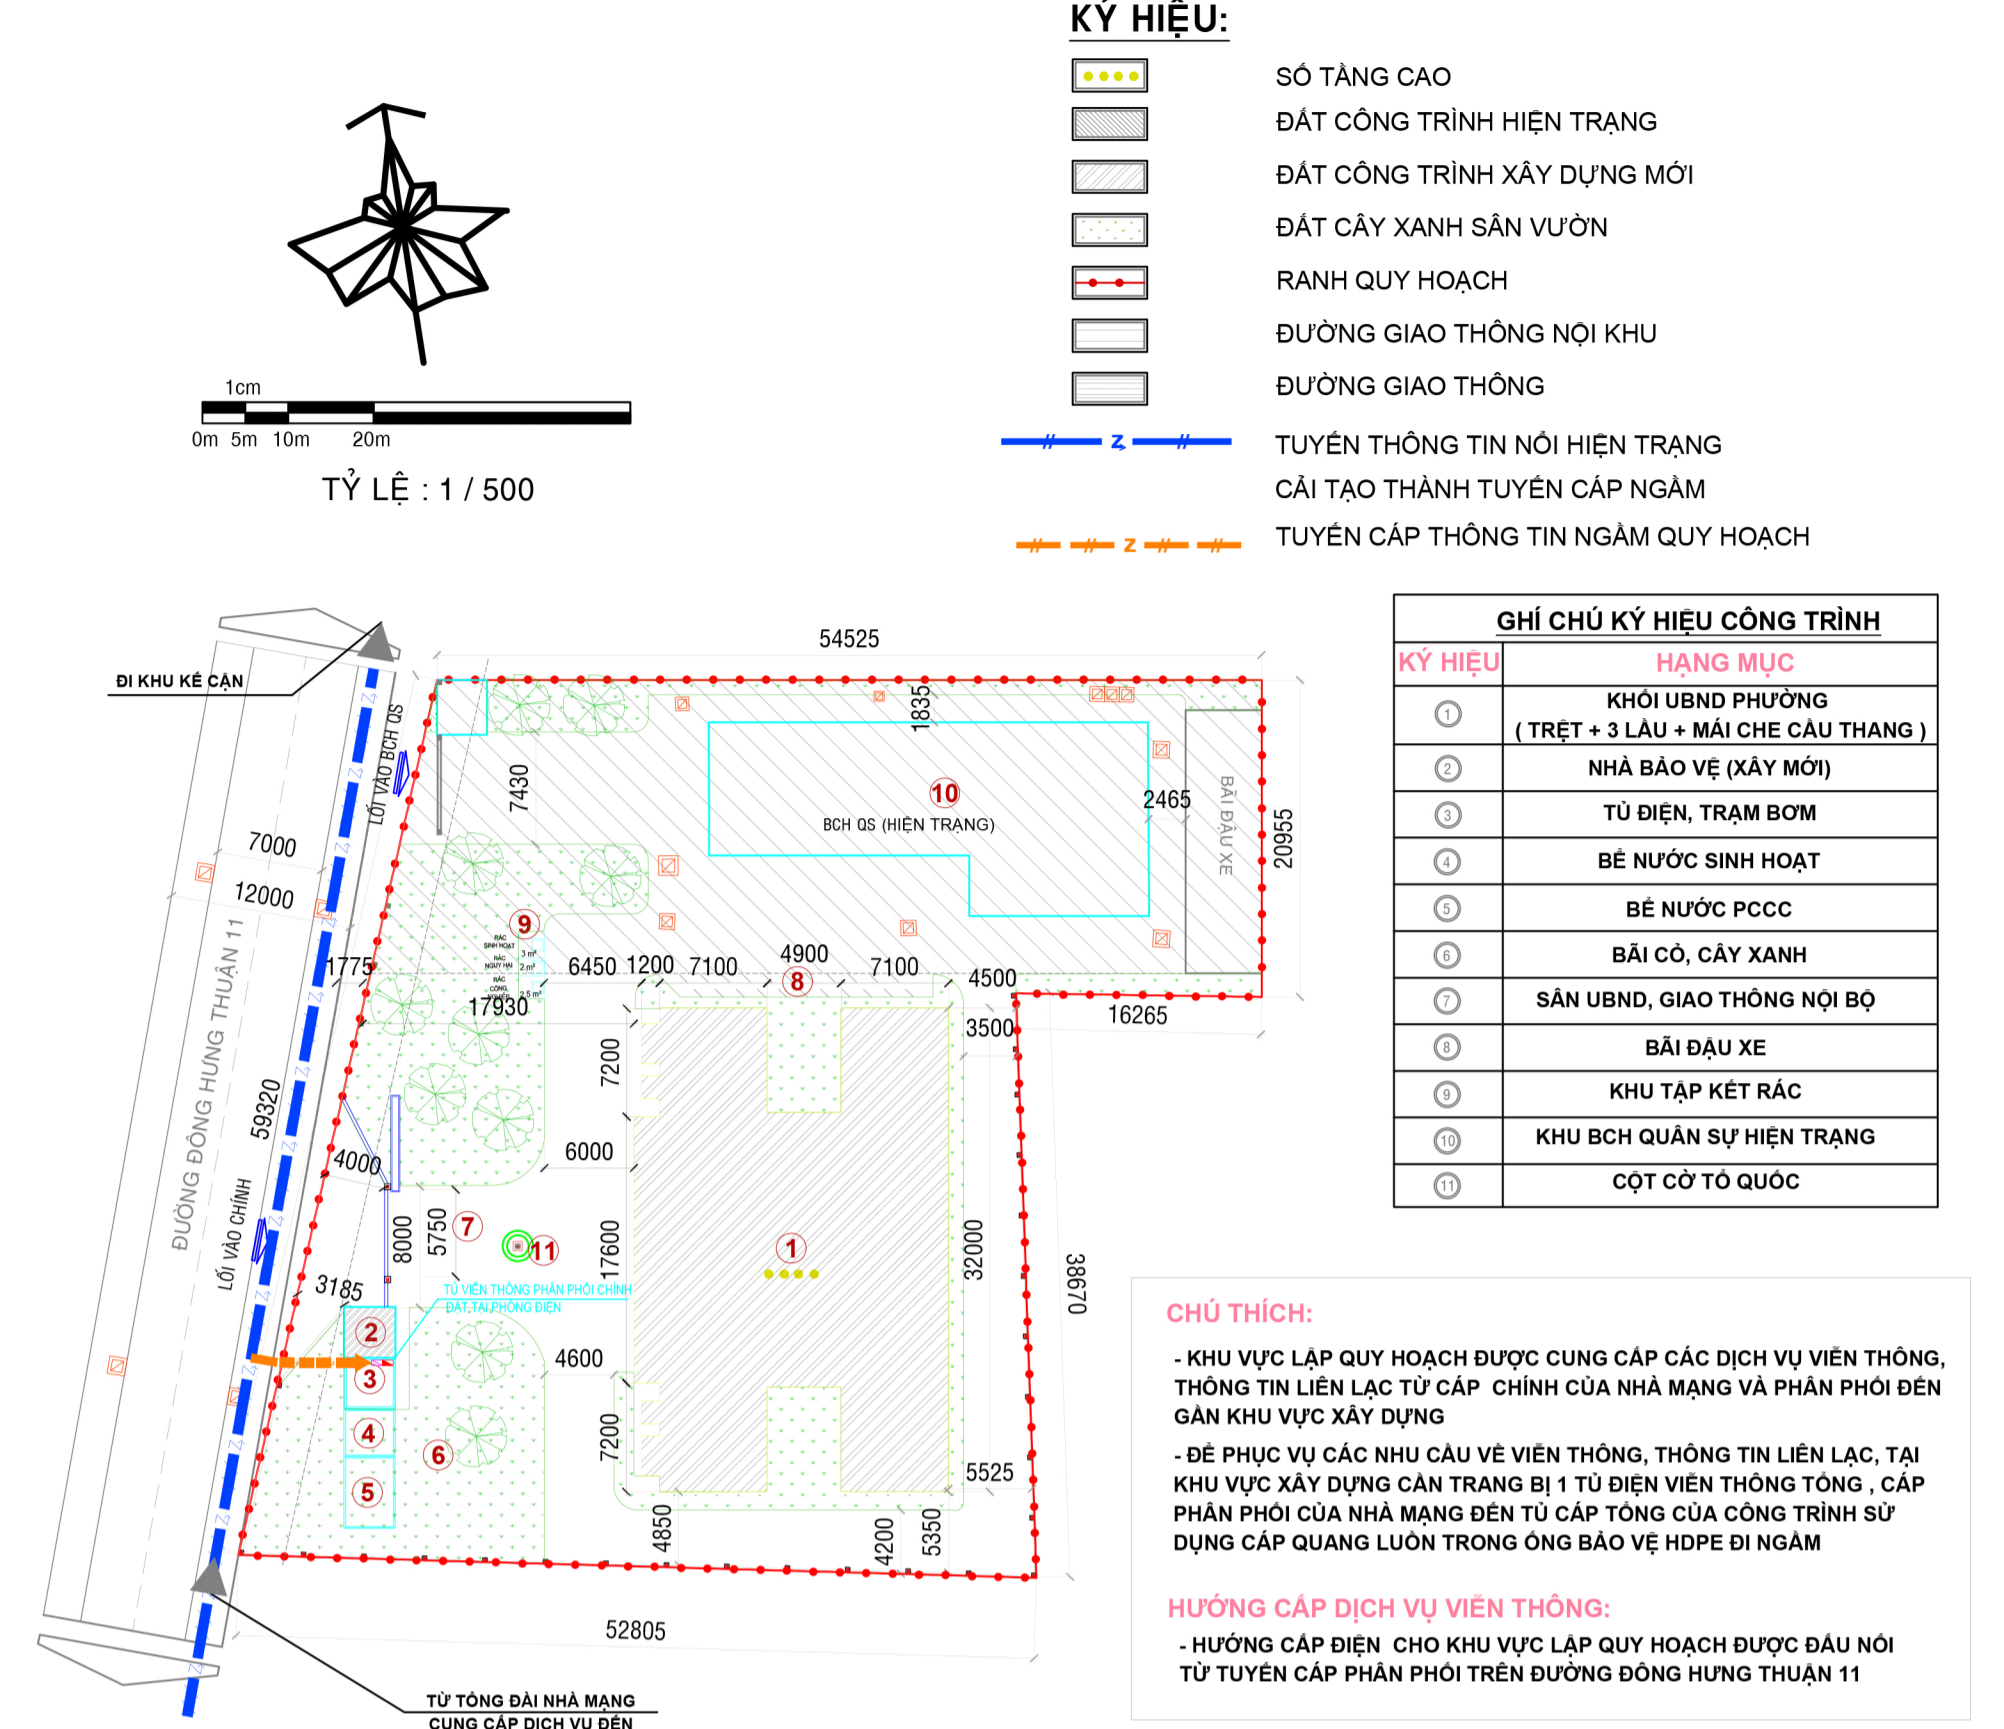 KÝ HIỆU:
SỐ TẦNG CAO
ĐẤT CÔNG TRÌNH HIỆN TRẠNG
ĐẤT CÔNG TRÌNH XÂY DỰNG MỚI
ĐẤT CÂY XANH SÂN VƯỜN
RANH QUY HOẠCH
ĐƯỜNG GIAO THÔNG NỘI KHU
ĐƯỜNG GIAO THÔNG
Z
TUYẾN THÔNG TIN NỔI HIỆN TRẠNG
CẢI TẠO THÀNH TUYẾN CÁP NGẦM
Z
TUYẾN CÁP THÔNG TIN NGẦM QUY HOẠCH
1cm
0m 5m 10m 20m
TỶ LỆ : 1 / 500
GHÍ CHÚ KÝ HIỆU CÔNG TRÌNH
KÝ HIỆU HẠNG MỤC
1 KHỐI UBND PHƯỜNG
( TRỆT + 3 LẦU + MÁI CHE CẦU THANG )
2 NHÀ BẢO VỆ (XÂY MỚI)
3 TỦ ĐIỆN, TRẠM BƠM
4 BỂ NƯỚC SINH HOẠT
5 BỂ NƯỚC PCCC
6 BÃI CỎ, CÂY XANH
7 SÂN UBND, GIAO THÔNG NỘI BỘ
8 BÃI ĐẬU XE
9 KHU TẬP KẾT RÁC
10 KHU BCH QUÂN SỰ HIỆN TRẠNG
11 CỘT CỜ TỔ QUỐC
ĐI KHU KẾ CẬN
54525
LỐI VÀO BCH QS
1835
7430
10
BCH QS (HIỆN TRẠNG)
2465
BÃI ĐẬU XE
20955
7000
12000
ĐƯỜNG ĐÔNG HƯNG THUẬN 11
9
RÁC
SINH HOẠT
3 m²
RÁC
NGUY HẠI
2 m²
RÁC
CÔNG
NGHIỆP
2.5 m²
1775
6450
1200
7100
4900
8
7100
4500
17930
3500
16265
7200
59320
4000
6000
LỐI VÀO CHÍNH
8000
5750
7
11
17600
1
32000
38670
3185
TỦ VIỄN THÔNG PHÂN PHỐI CHÍNH
ĐẶT TẠI PHÒNG ĐIỆN
2
3
4
5
6
4600
7200
5525
4850
4200
5350
52805
TỪ TỔNG ĐÀI NHÀ MẠNG
CUNG CẤP DỊCH VỤ ĐẾN
CHÚ THÍCH:
- KHU VỰC LẬP QUY HOẠCH ĐƯỢC CUNG CẤP CÁC DỊCH VỤ VIỄN THÔNG,
THÔNG TIN LIÊN LẠC TỪ CÁP CHÍNH CỦA NHÀ MẠNG VÀ PHÂN PHỐI ĐẾN
GẦN KHU VỰC XÂY DỰNG
- ĐỂ PHỤC VỤ CÁC NHU CẦU VỀ VIỄN THÔNG, THÔNG TIN LIÊN LẠC, TẠI
KHU VỰC XÂY DỰNG CẦN TRANG BỊ 1 TỦ ĐIỆN VIỄN THÔNG TỔNG , CÁP
PHÂN PHỐI CỦA NHÀ MẠNG ĐẾN TỦ CÁP TỔNG CỦA CÔNG TRÌNH SỬ
DỤNG CÁP QUANG LUỒN TRONG ỐNG BẢO VỆ HDPE ĐI NGẦM
HƯỚNG CẤP DỊCH VỤ VIỄN THÔNG:
- HƯỚNG CẤP ĐIỆN CHO KHU VỰC LẬP QUY HOẠCH ĐƯỢC ĐẤU NỐI
TỪ TUYẾN CÁP PHÂN PHỐI TRÊN ĐƯỜNG ĐÔNG HƯNG THUẬN 11